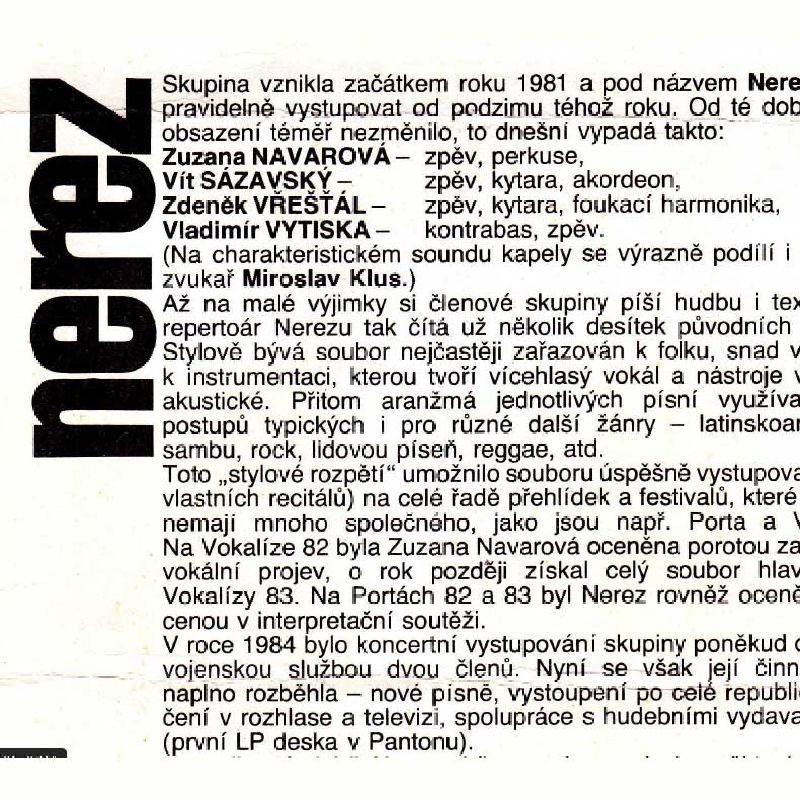 nerez
Skupina vznikla začátkem roku 1981 a pod názvem Nere
pravidelně vystupovat od podzimu téhož roku. Od té dob
obsazení téměř nezměnilo, to dnešní vypadá takto:
Zuzana NAVAROVÁ – zpěv, perkuse,
Vít SÁZAVSKÝ – zpěv, kytara, akordeon,
Zdeněk VŘEŠŤÁL – zpěv, kytara, foukací harmonika,
Vladimír VYTISKA – kontrabas, zpěv.
(Na charakteristickém soundu kapely se výrazně podílí i
zvukař Miroslav Klus.)
Až na malé výjimky si členové skupiny píší hudbu i tex
repertoár Nerezu tak čítá už několik desítek původních
Stylově bývá soubor nejčastěji zařazován k folku, snad v
k instrumentaci, kterou tvoří vícehlasý vokál a nástroje v
akustické. Přitom aranžmá jednotlivých písní využíva
postupů typických i pro různé další žánry – latinskoa
sambu, rock, lidovou píseň, reggae, atd.
Toto „stylové rozpětí“ umožnilo souboru úspěšně vystupova
vlastních recitálů) na celé řadě přehlídek a festivalů, které
nemají mnoho společného, jako jsou např. Porta a V
Na Vokalíze 82 byla Zuzana Navarová oceněna porotou za
vokální projev, o rok později získal celý soubor hlav
Vokalízy 83. Na Portách 82 a 83 byl Nerez rovněž oceně
cenou v interpretační soutěži.
V roce 1984 bylo koncertní vystupování skupiny poněkud
vojenskou službou dvou členů. Nyní se však její činn
naplno rozběhla – nové písně, vystoupení po celé republi
čení v rozhlase a televizi, spolupráce s hudebními vydava
(první LP deska v Pantonu).